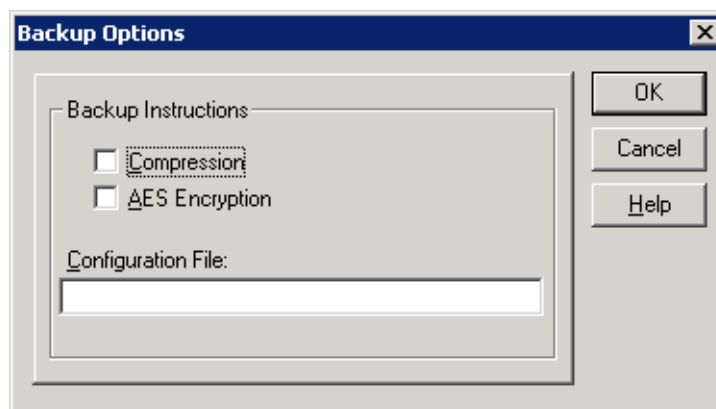 Backup Options
Backup Instructions
OK
Compression
Cancel
AES Encryption
Help
Configuration File: